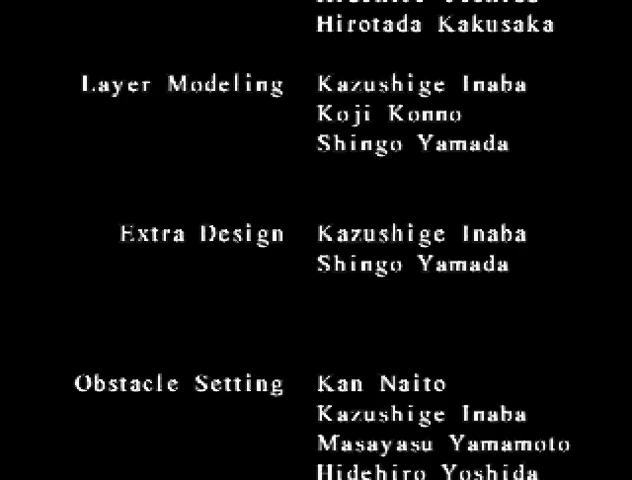 Hirotada Kakusaka
Layer Modeling Kazushige Inaba
Koji Konno
Shingo Yamada
Extra Design Kazushige Inaba
Shingo Yamada
Obstacle Setting Kan Naito
Kazushige Inaba
Masayasu Yamamoto
Hidehiro Yoshida